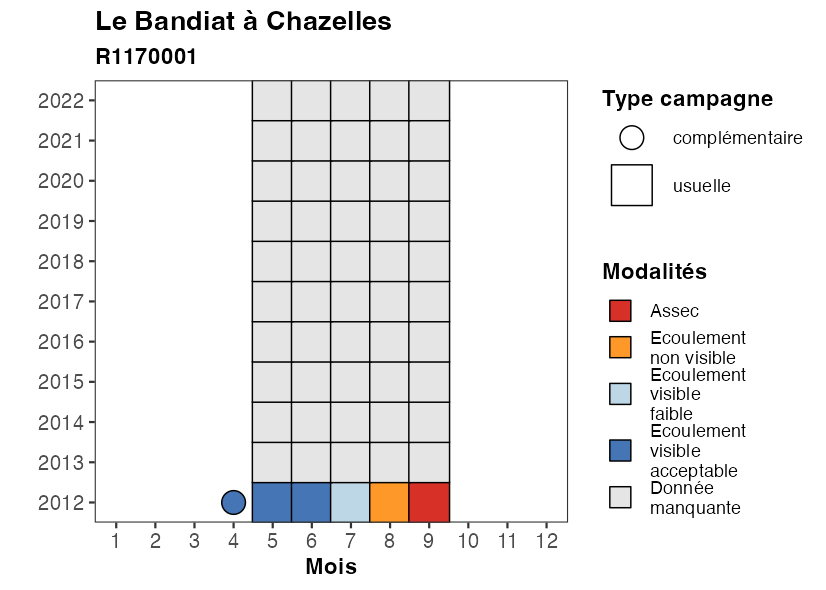 Le Bandiat à Chazelles
R1170001
2022
2021
2020
2019
2018
2017
2016
2015
2014
2013
2012
1 2 3 4 5 6 7 8 9 10 11 12
Mois
Type campagne
complémentaire
usuelle
Modalités
Assec
Ecoulement
non visible
Ecoulement
visible
faible
Ecoulement
visible
acceptable
Donnée
manquante